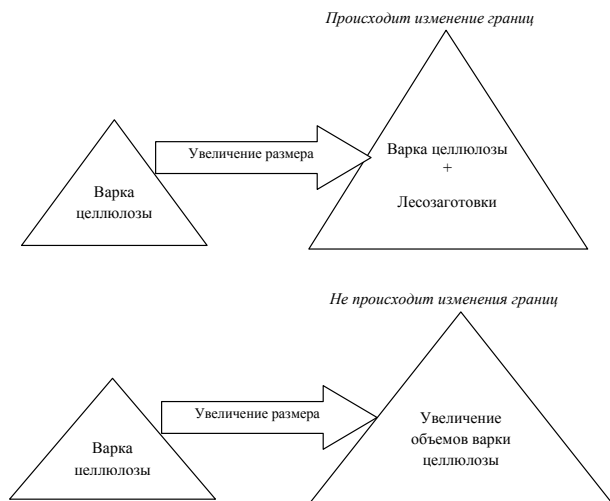 Происходит изменение границ
Увеличение размера
Варка
целлюлозы
Варка целлюлозы
+
Лесозаготовки
Не происходит изменения границ
Увеличение размера
Варка
целлюлозы
Увеличение
объемов варки
целлюлозы